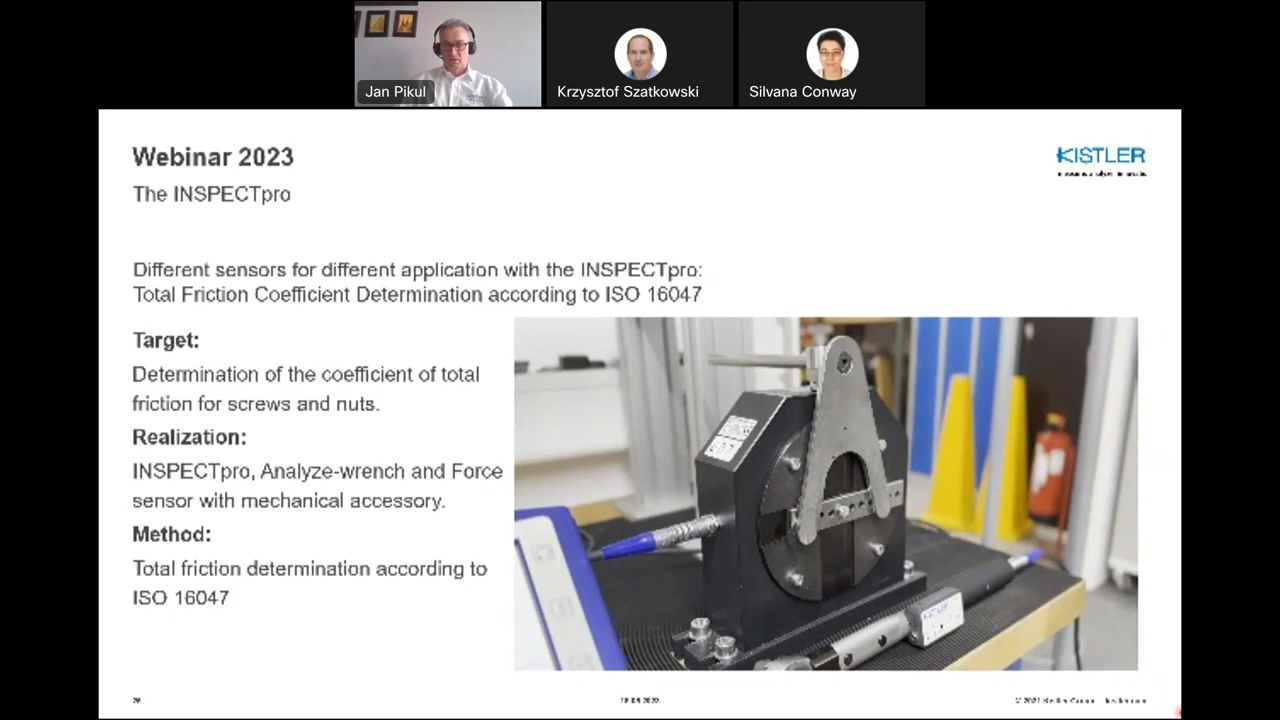 Jan Pikul
Krzysztof Szatkowski
Silvana Conway
Webinar 2023
KISTLER
The INSPECTpro
Different sensors for different application with the INSPECTpro:
Total Friction Coefficient Determination according to ISO 16047
Target:
Determination of the coefficient of total
friction for screws and nuts.
Realization:
INSPECTpro, Analyze-wrench and Force
sensor with mechanical accessory.
Method:
Total friction determination according to
ISO 16047
KISTLER